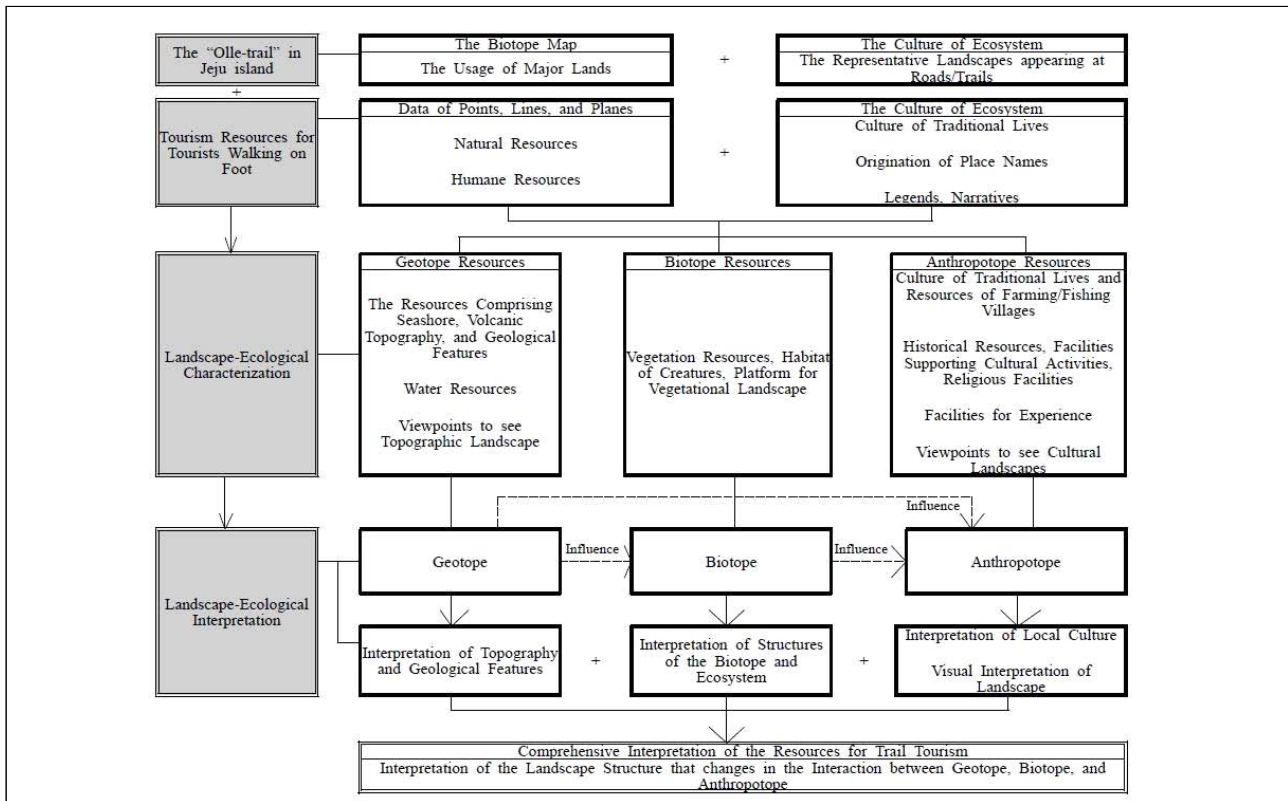 The "Olle-trail" in
Jeju island
The Biotope Map
The Usage of Major Lands
+
The Culture of Ecosystem
The Representative Landscapes appearing at
Roads/Trails
+
Tourism Resources for
Tourists Walking on
Foot
Data of Points, Lines, and Planes
Natural Resources
Humane Resources
+
The Culture of Ecosystem
Culture of Traditional Lives
Origination of Place Names
Legends, Narratives
Landscape-Ecological
Characterization
Geotope Resources
The Resources Comprising
Seashore, Volcanic
Topography, and Geological
Features
Water Resources
Viewpoints to see
Topographic Landscape
Biotope Resources
Vegetation Resources, Habitat
of Creatures, Platform for
Vegetational Landscape
Anthropotope Resources
Culture of Traditional Lives and
Resources of Farming/Fishing
Villages
Historical Resources, Facilities
Supporting Cultural Activities,
Religious Facilities
Facilities for Experience
Viewpoints to see Cultural
Landscapes
Landscape-Ecological
Interpretation
Geotope
Influence
Biotope
Influence
Influence
Anthropotope
Interpretation of Topography
and Geological Features
+
Interpretation of Structures
of the Biotope and
Ecosystem
+
Interpretation of Local Culture
Visual Interpretation of
Landscape
Comprehensive Interpretation of the Resources for Trail Tourism
Interpretation of the Landscape Structure that changes in the Interaction between Geotope, Biotope, and
Anthropotope